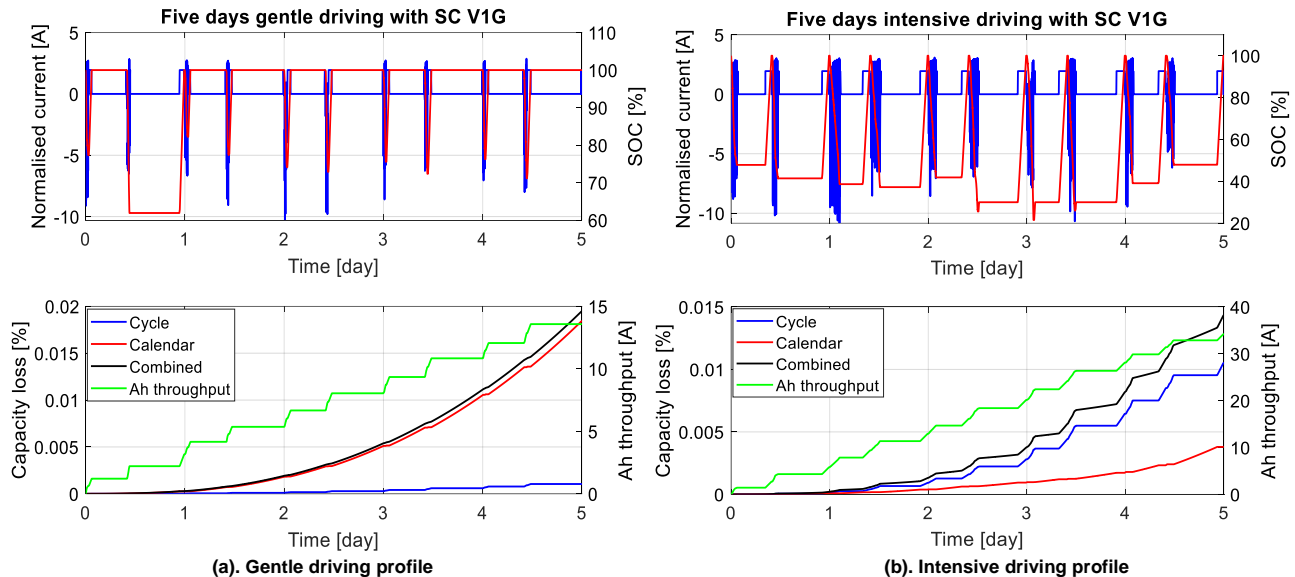 Five days gentle driving with SC V1G
5
0
-5
-10
Normalised current [A]
110
100
90
80
70
60
SOC [%]
0 1 2 3 4 5
Time [day]
0.02
0.015
0.01
0.005
0
Capacity loss [%]
Cycle
Calendar
Combined
Ah throughput
15
10
5
0
Ah throughput [A]
0 1 2 3 4 5
Time [day]
(a). Gentle driving profile
Five days intensive driving with SC V1G
5
0
-5
-10
Normalised current [A]
100
80
60
40
20
SOC [%]
0 1 2 3 4 5
Time [day]
0.015
0.01
0.005
0
Capacity loss [%]
Cycle
Calendar
Combined
Ah throughput
40
30
20
10
0
Ah throughput [A]
0 1 2 3 4 5
Time [day]
(b). Intensive driving profile